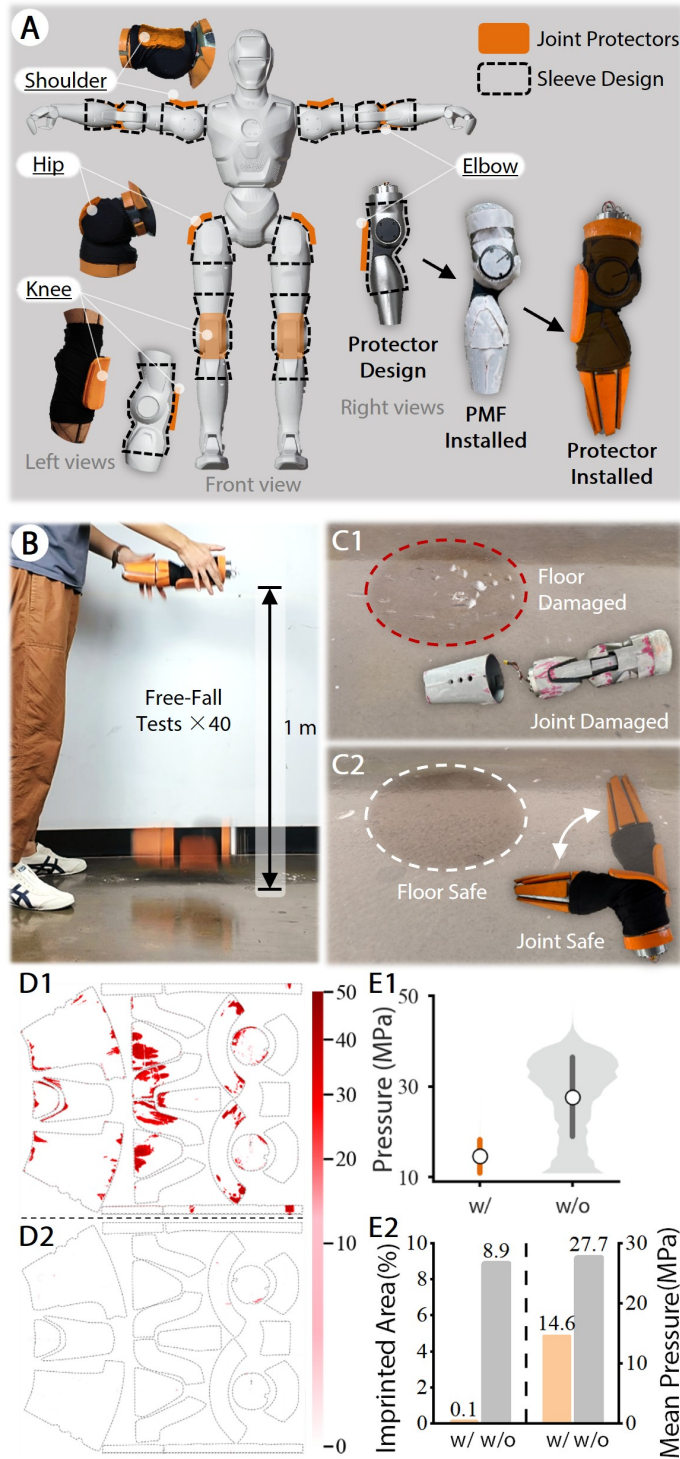 A
Joint Protectors
Sleeve Design
Shoulder
Hip
Elbow
Knee
Protector
Design
Right views
PMF
Installed
Protector
Installed
Left views
Front view
B
Free-Fall
Tests ×40
1 m
C1
Floor
Damaged
Joint Damaged
C2
Floor Safe
Joint Safe
D1
50
40
30
20
10
0
D2
E1
Pressure (MPa)
50
30
10
w/
w/o
E2
Imprinted Area(%)
10
8
6
4
2
0
0.1
8.9
14.6
27.7
w/ w/o
w/ w/o
30
20
10
0
Mean Pressure(MPa)